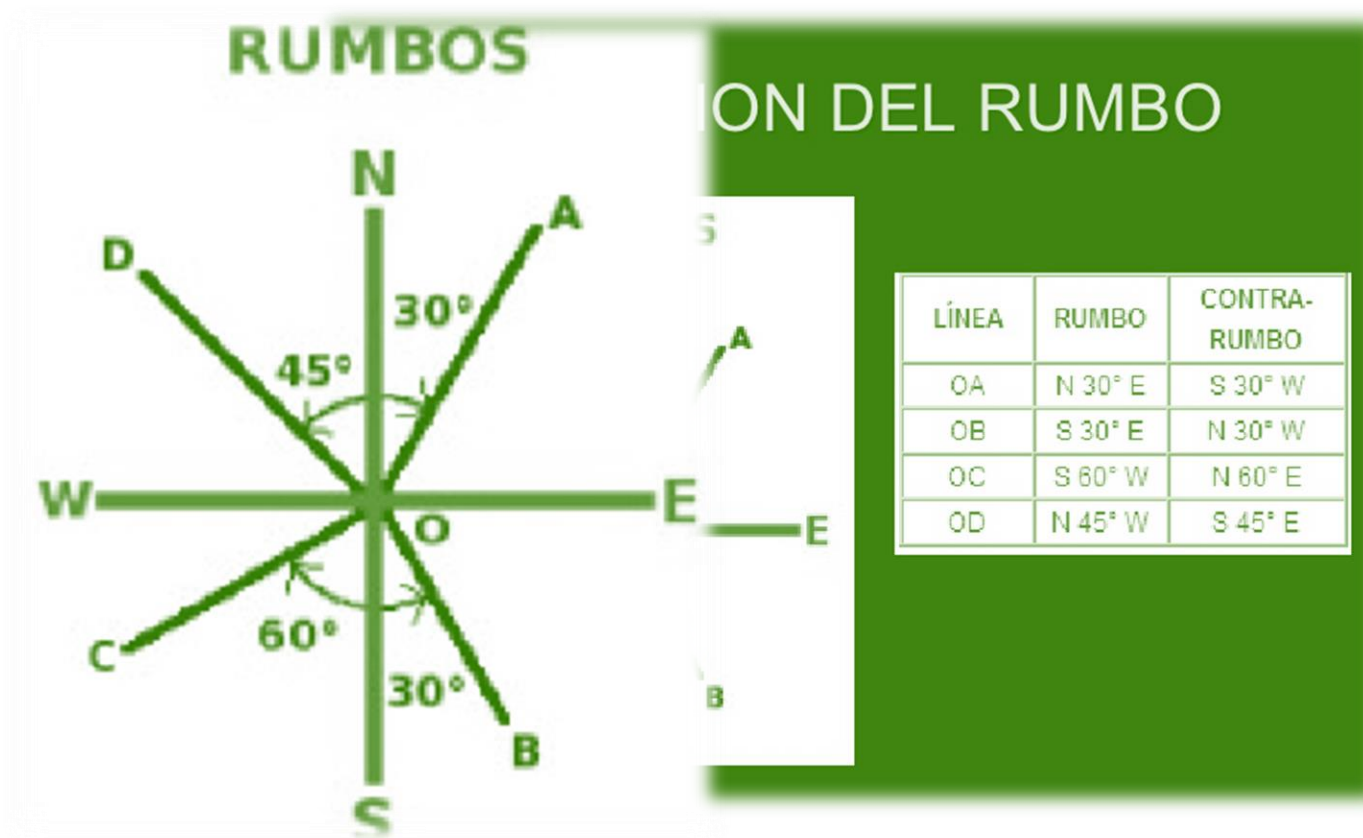 RUMBOS
ON DEL RUMBO
N
A
D
30°
45°
W
E
O
60°
C
30°
B
S
S
A
E
B
LÍNEA RUMBO CONTRA-
RUMBO
OA N 30° E S 30° W
OB S 30° E N 30° W
OC S 60° W N 60° E
OD N 45° W S 45° E